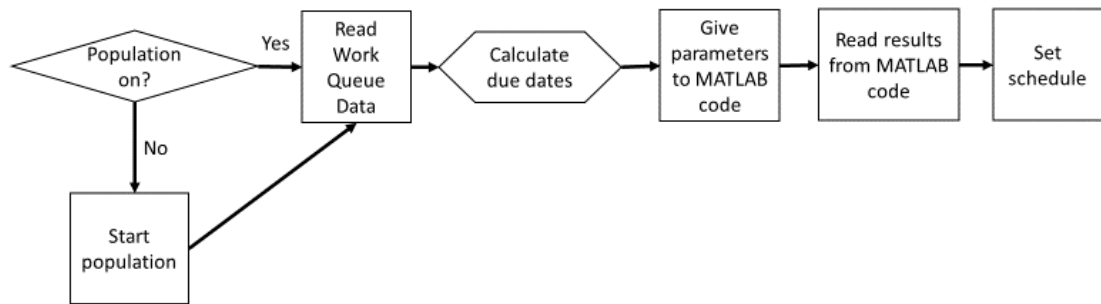 Population
on?
Yes
Read
Work
Queue
Data
Calculate
due dates
Give
parameters
to MATLAB
code
Read results
from MATLAB
code
Set
schedule
No
Start
population